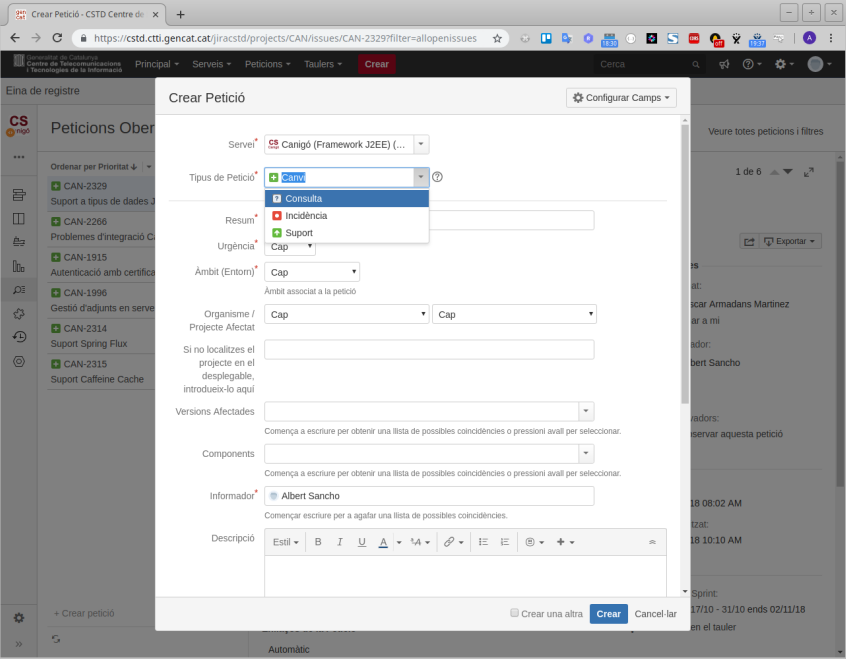 Crear Petició - CSTD Centre de
https://cstd.ctti.gencat.cat/jiracstd/projects/CAN/issues/CAN-2329?filter=allopenissues
18:30
off
18:37
A
Generalitat de Catalunya
Centre de Telecomunicacions
i Tecnologies de la Informació
Principal
Serveis
Peticions
Taulers
Crear
Cerca
Eina de registre
CS
Peticions Ober
Veure totes peticions i filtres
Ordenar per Prioritat
1 de 6
CAN-2329
Suport a tipus de dades J
CAN-2266
Problemes d'integració Ca
CAN-1915
Autenticació amb certifica
CAN-1996
Gestió d'adjunts en serve
CAN-2314
Suport Spring Flux
CAN-2315
Suport Caffeine Cache
+ Crear petició
Crear Petició
Configurar Camps
Servei*
Canigó (Framework J2EE) (...
Tipus de Petició*
Canvi
Consulta
Incidència
Suport
Resum*
Urgència*
Cap
Àmbit (Entorn)*
Cap
Àmbit associat a la petició
Organisme /
Projecte Afectat
Cap
Cap
Si no localitzes el
projecte en el
desplegable,
introdueix-lo aquí
Versions Afectades
Comença a escriure per obtenir una llista de possibles coincidències o pressioni avall per seleccionar.
Components
Comença a escriure per obtenir una llista de possibles coincidències o pressioni avall per seleccionar.
Informador*
Albert Sancho
Començar escriure per a agafar una llista de possibles coincidències.
Descripció
Estil
B
I
U
A
Crear una altra
Crear
Cancel·lar
Exportar
es
at:
scar Armadans Martinez
ar a mi
ador:
bert Sancho
vadors:
servar aquesta petició
18 08:02 AM
tzat:
18 10:10 AM
Sprint:
17/10 - 31/10 ends 02/11/18
en el tauler
Automàtic